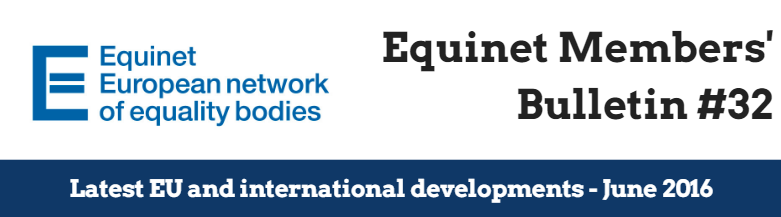 Equinet
European network
of equality bodies
Equinet Members'
Bulletin #32
Latest EU and international developments - June 2016